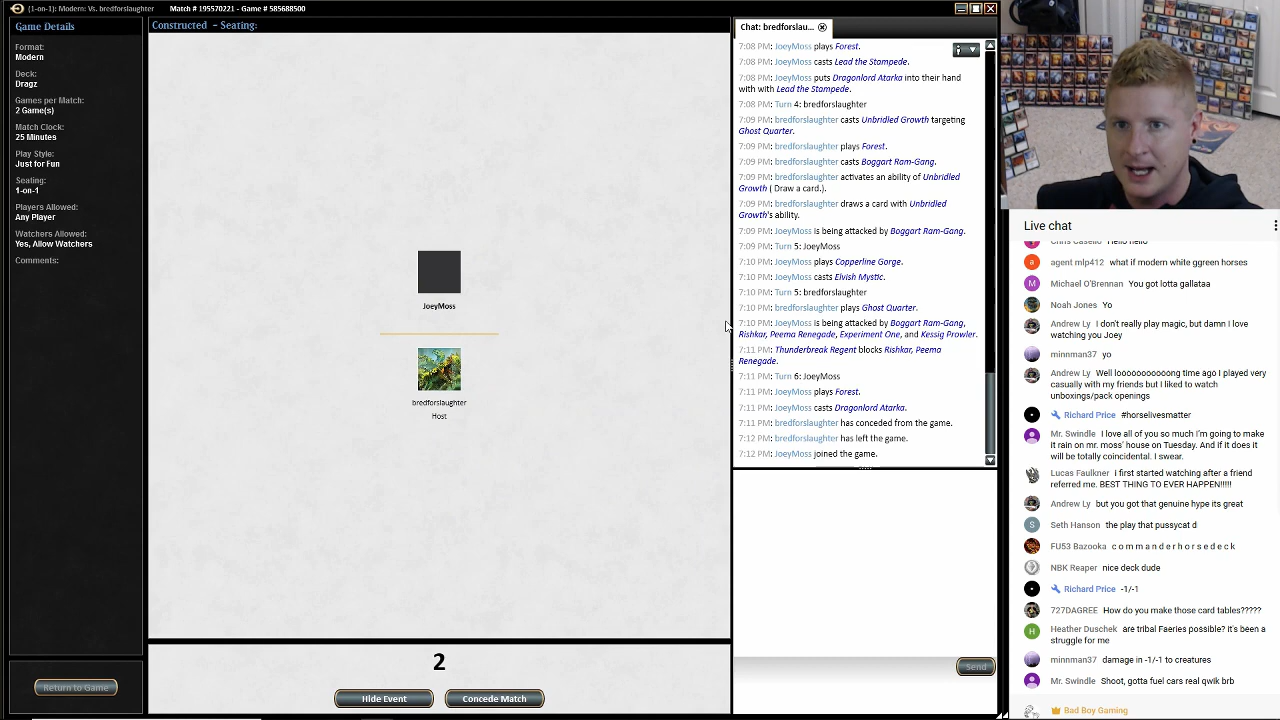 (1-on-1): Modern: Vs. bredforslaughter
Match # 195570221 - Game # 585688500
Game Details
Format:
Modern
Deck:
Dragz
Games per Match:
2 Game(s)
Match Clock:
25 Minutes
Play Style:
Just for Fun
Seating:
1-on-1
Players Allowed:
Any Player
Watchers Allowed:
Yes, Allow Watchers
Comments:
Return to Game
Constructed - Seating:
JoeyMoss
bredforslaughter
Host
2
Hide Event
Concede Match
Chat: bredforslau...
7:08 PM: JoeyMoss plays Forest.
7:08 PM: JoeyMoss casts Lead the Stampede.
7:08 PM: JoeyMoss puts Dragonlord Atarka into their hand
with with Lead the Stampede.
7:08 PM: Turn 4: bredforslaughter
7:09 PM: bredforslaughter casts Unbridled Growth targeting
Ghost Quarter.
7:09 PM: bredforslaughter plays Forest.
7:09 PM: bredforslaughter casts Boggart Ram-Gang.
7:09 PM: bredforslaughter activates an ability of Unbridled
Growth ( Draw a card.).
7:09 PM: bredforslaughter draws a card with Unbridled
Growth's ability.
7:09 PM: JoeyMoss is being attacked by Boggart Ram-Gang.
7:09 PM: Turn 5: JoeyMoss
7:10 PM: JoeyMoss plays Copperline Gorge.
7:10 PM: JoeyMoss casts Elvish Mystic.
7:10 PM: Turn 5: bredforslaughter
7:10 PM: bredforslaughter plays Ghost Quarter.
7:10 PM: JoeyMoss is being attacked by Boggart Ram-Gang,
Rishkar, Peema Renegade, Experiment One, and Kessig Prowler.
7:11 PM: Thunderbreak Regent blocks Rishkar, Peema
Renegade.
7:11 PM: Turn 6: JoeyMoss
7:11 PM: JoeyMoss plays Forest.
7:11 PM: JoeyMoss casts Dragonlord Atarka.
7:11 PM: bredforslaughter has conceded from the game.
7:12 PM: bredforslaughter has left the game.
7:12 PM: JoeyMoss joined the game.
Send
Live chat
Chris Casello Hello hello
agent mlp412 what if modern white ggreen horses
Michael O'Brennan You got lotta gallataa
Noah Jones Yo
Andrew Ly I don't really play magic, but damn I love
watching you Joey
minnman37 yo
Andrew Ly Well looooooooooong time ago I played very
casually with my friends but I liked to watch
unboxings/pack openings
Richard Price #horselivesmatter
Mr. Swindle I love all of you so much I'm going to make
it rain on mr. moss' house on Tuesday. And if it does it
will be totally coincidental. I swear.
Lucas Faulkner i first started watching after a friend
referred me. BEST THING TO EVER HAPPEN!!!!!
Andrew Ly but you got that genuine hype its great
Seth Hanson the play that pussycat d
FU53 Bazooka c o m m a n d e r h o r s e d e c k
NBK Reaper nice deck dude
Richard Price -1/-1
727DAGREE How do you make those card tables?????
Heather Duschek are tribal Faeries possible? it's been a
struggle for me
minnman37 damage in -1/-1 to creatures
Mr. Swindle Shoot, gotta fuel cars real qwik brb
Bad Boy Gaming